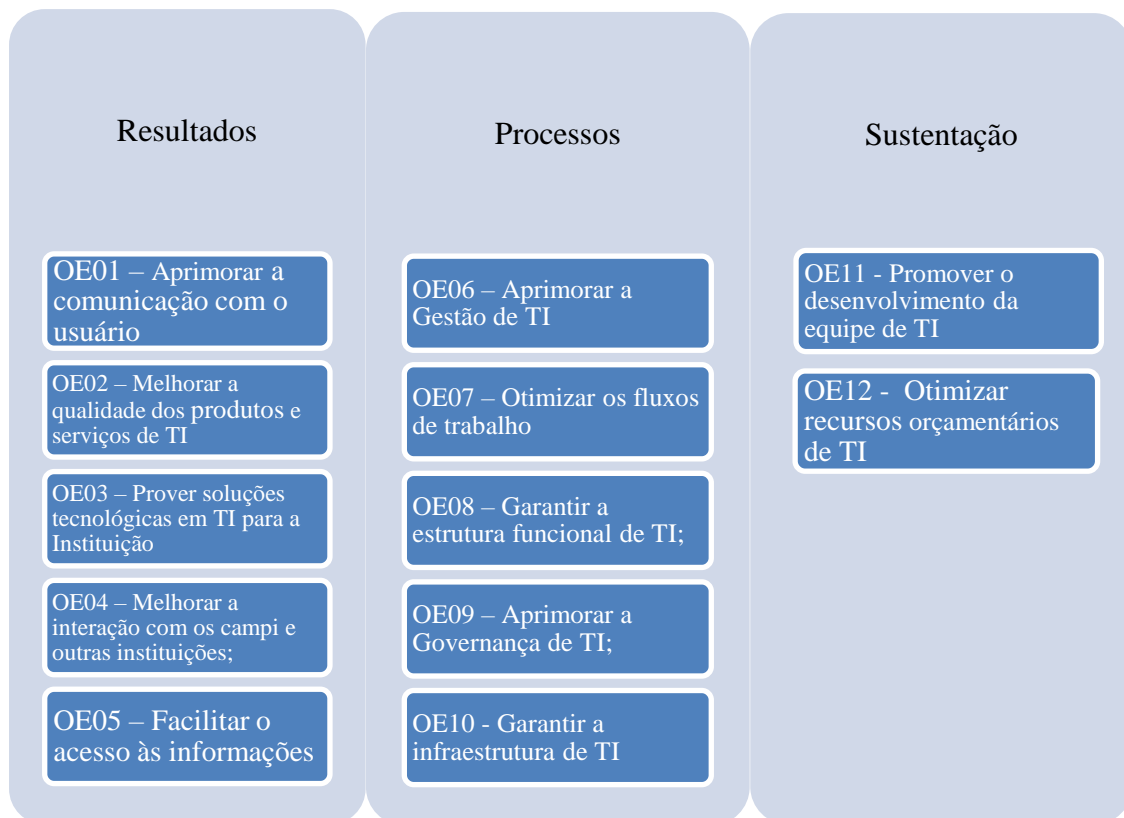 Resultados
OE01 – Aprimorar a
comunicação com o
usuário
OE02 – Melhorar a
qualidade dos produtos e
serviços de TI
OE03 – Prover soluções
tecnológicas em TI para a
Instituição
OE04 – Melhorar a
interação com os campi e
outras instituições;
OE05 – Facilitar o
acesso às informações
Processos
OE06 – Aprimorar a
Gestão de TI
OE07 – Otimizar os fluxos
de trabalho
OE08 – Garantir a
estrutura funcional de TI;
OE09 – Aprimorar a
Governança de TI;
OE10 - Garantir a
infraestrutura de TI
Sustentação
OE11 - Promover o
desenvolvimento da
equipe de TI
OE12 -  Otimizar
recursos orçamentários
de TI